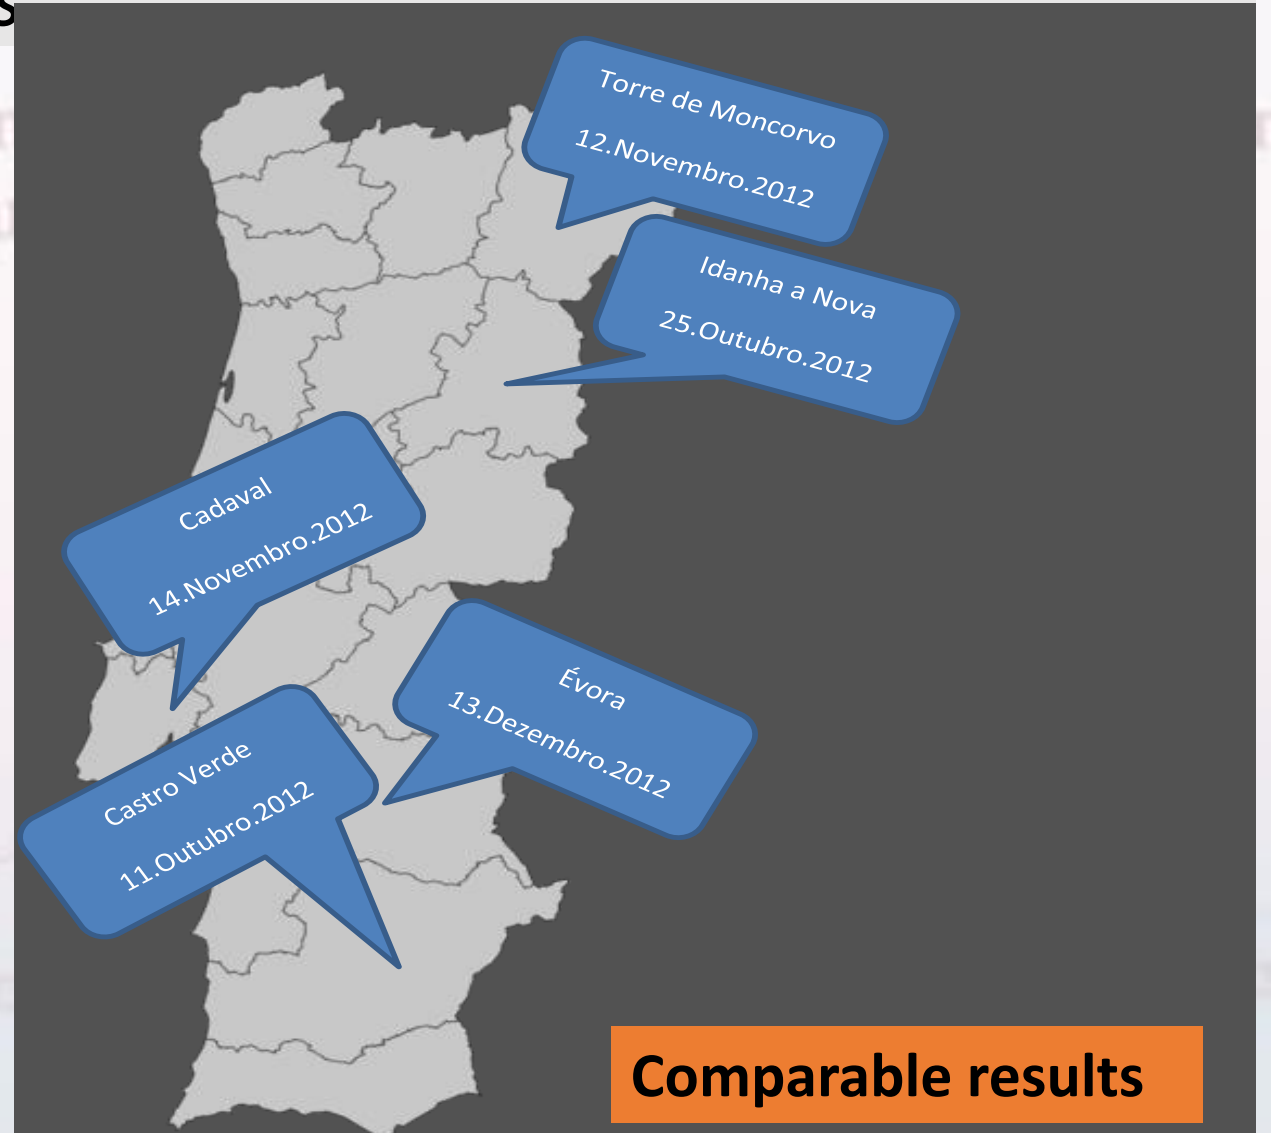 s
Torre de Moncorvo
12.Novembro.2012
Idanha a Nova
25.Outubro.2012
Cadaval
14.Novembro.2012
Évora
13.Dezembro.2012
Castro Verde
11.Outubro.2012
Comparable results